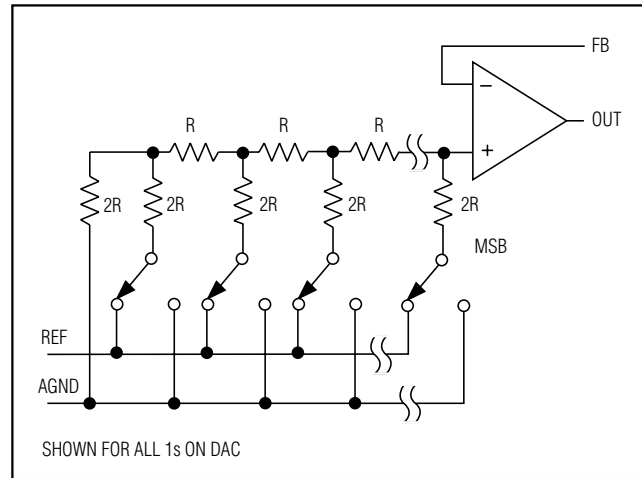 FB
R R R
− OUT
+
2R 2R 2R 2R 2R
MSB
REF
AGND
SHOWN FOR ALL 1s ON DAC